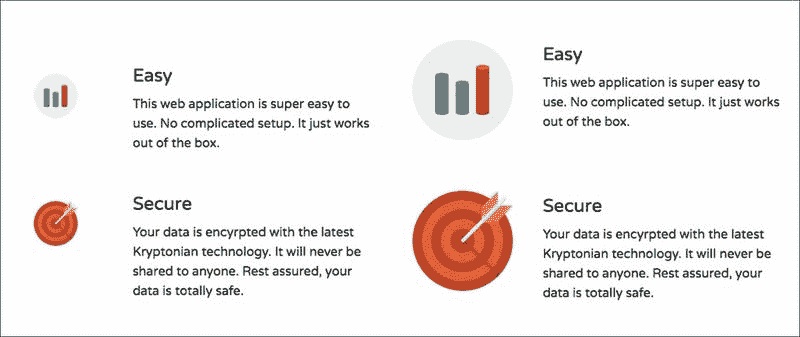 Easy
This web application is super easy to
use. No complicated setup. It just works
out of the box.
Secure
Your data is encyrpted with the latest
Kryptonian technology. It will never be
shared to anyone. Rest assured, your
data is totally safe.
Easy
This web application is super easy to
use. No complicated setup. It just works
out of the box.
Secure
Your data is encyrpted with the latest
Kryptonian technology. It will never be
shared to anyone. Rest assured, your
data is totally safe.